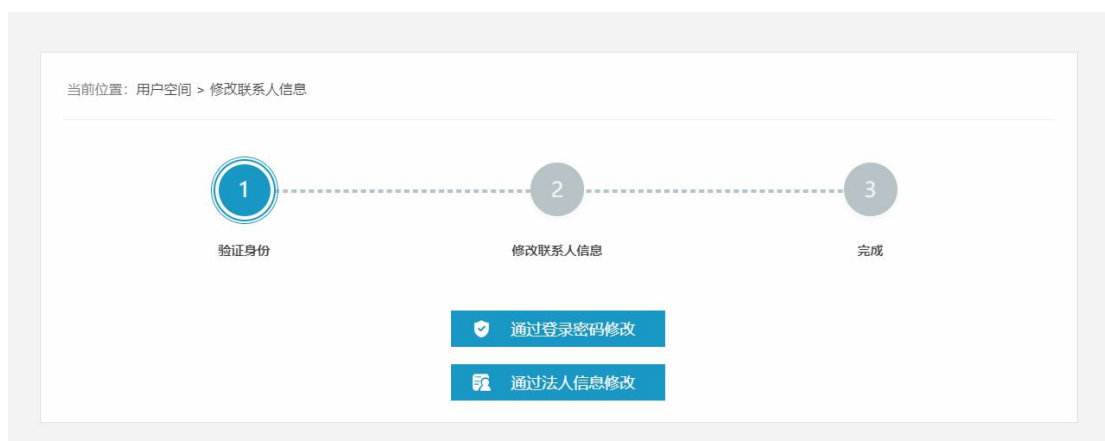 当前位置：用户空间 > 修改联系人信息
1 2 3
验证身份 修改联系人信息 完成
通过登录密码修改
通过法人信息修改